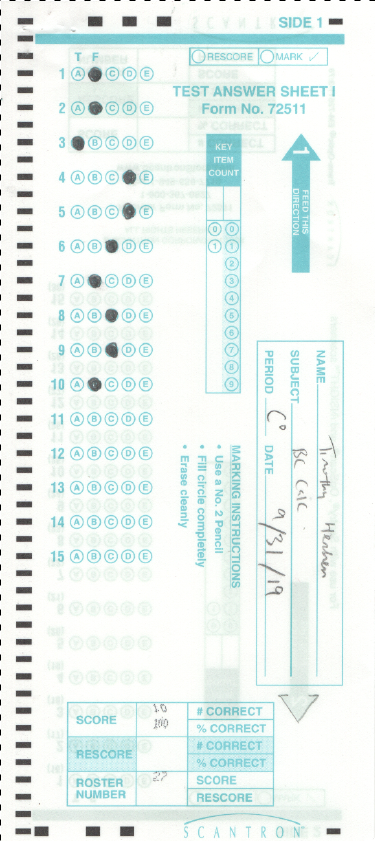 SIDE 1
T F
RESCORE MARK
TEST ANSWER SHEET I
Form No. 72511
KEY
ITEM
COUNT
1
FEED THIS
DIRECTION
0 0
1 1
2
3
4
5
6
7
8
9
1 A C D E
2 A C D E
3 B C D E
4 A B C E
5 A B C E
6 A B D E
7 A C D E
8 A B D E
9 A B D E
10 A C D E
11 A B C D E
12 A B C D E
13 A B C D E
14 A B C D E
15 A B C D E
MARKING INSTRUCTIONS
• Use a No. 2 Pencil
• Fill circle completely
• Erase cleanly
NAME Timothy
SUBJECT BC Calc
PERIOD C° DATE 9/31/19
SCORE 10 # CORRECT
100 % CORRECT
RESCORE # CORRECT
% CORRECT
ROSTER NUMBER 27 SCORE
RESCORE
SCANTRON